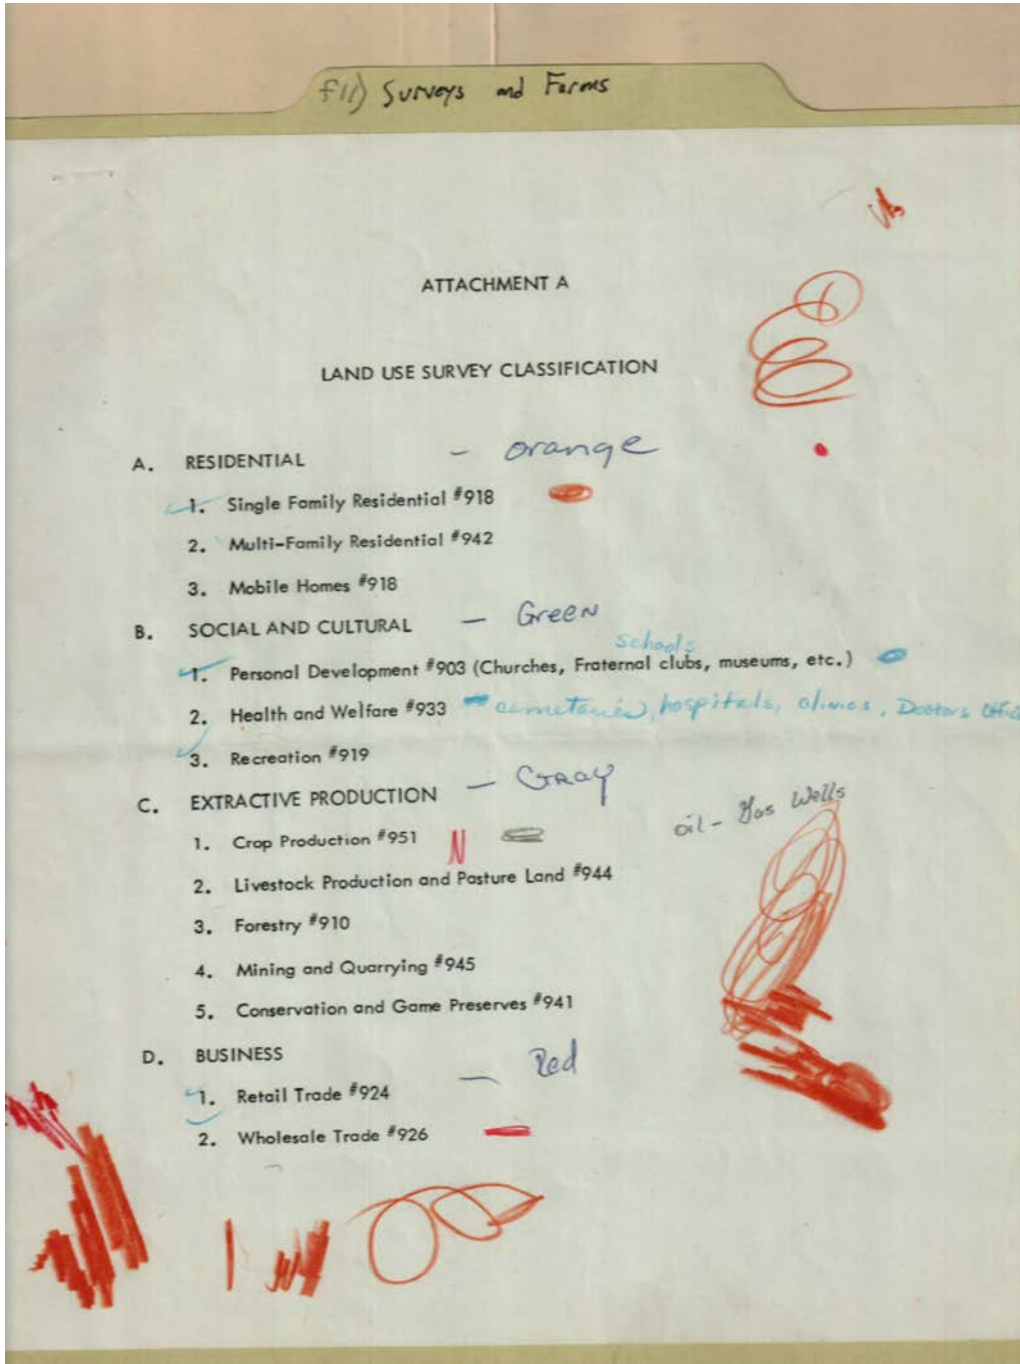 f11) Surveys and Forms
ATTACHMENT A
LAND USE SURVEY CLASSIFICATION
A. RESIDENTIAL - orange
1. Single Family Residential #918
2. Multi-Family Residential #942
3. Mobile Homes #918
B. SOCIAL AND CULTURAL - Green
schools
1. Personal Development #903 (Churches, Fraternal clubs, museums, etc.)
2. Health and Welfare #933 - cemetaries, hospitals, clinics, Doctors Offic
3. Recreation #919
C. EXTRACTIVE PRODUCTION - Gray
oil - Gas Wells
1. Crop Production #951 N
2. Livestock Production and Pasture Land #944
3. Forestry #910
4. Mining and Quarrying #945
5. Conservation and Game Preserves #941
D. BUSINESS - Red
1. Retail Trade #924
2. Wholesale Trade #926